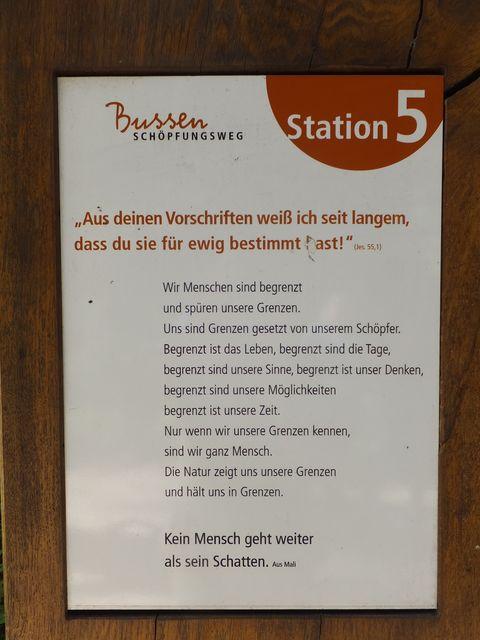 Bussen
SCHÖPFUNGSWEG
Station 5
„Aus deinen Vorschriften weiß ich seit langem,
dass du sie für ewig bestimmt hast!“ (Jes. 55,1)
Wir Menschen sind begrenzt
und spüren unsere Grenzen.
Uns sind Grenzen gesetzt von unserem Schöpfer.
Begrenzt ist das Leben, begrenzt sind die Tage,
begrenzt sind unsere Sinne, begrenzt ist unser Denken,
begrenzt sind unsere Möglichkeiten
begrenzt ist unsere Zeit.
Nur wenn wir unsere Grenzen kennen,
sind wir ganz Mensch.
Die Natur zeigt uns unsere Grenzen
und hält uns in Grenzen.
Kein Mensch geht weiter
als sein Schatten. Aus Mali